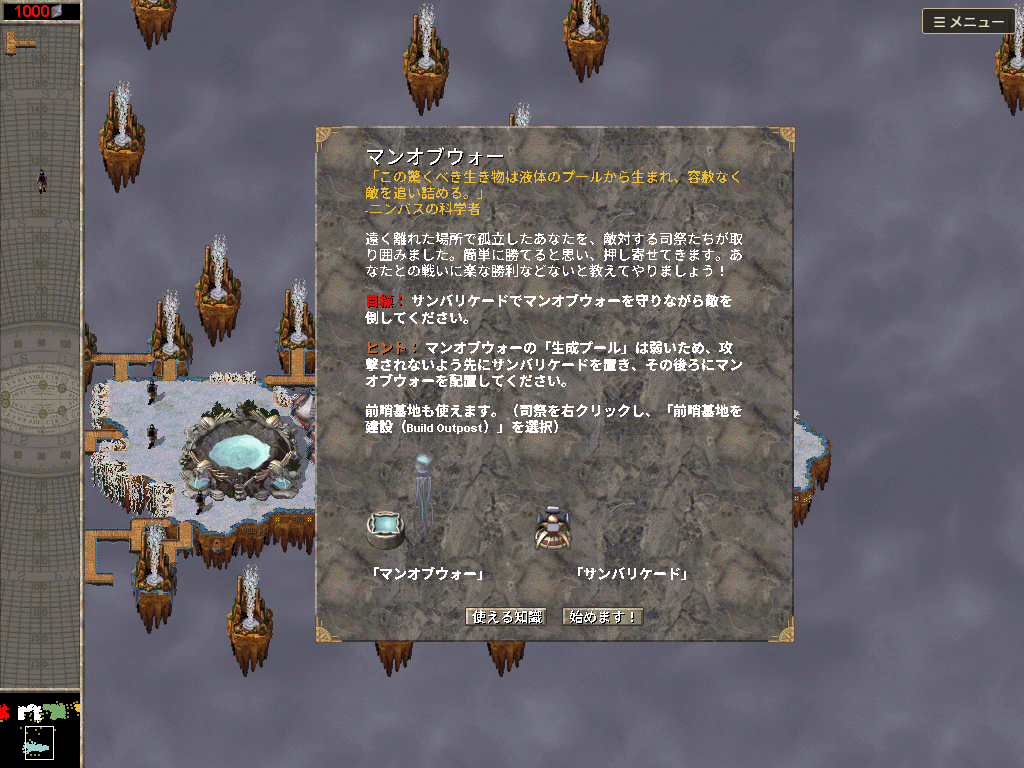 1000
☰ メニュー
マンオブウォー
「この驚くべき生き物は液体のプールから生まれ、容赦なく
敵を追い詰める。」
-ニンバスの科学者
遠く離れた場所で孤立したあなたを、敵対する司祭たちが取
り囲みました。簡単に勝てると思い、押し寄せてきます。あ
なたとの戦いに楽な勝利などないと教えてやりましょう！
目標： サンバリケードでマンオブウォーを守りながら敵を
倒してください。
ヒント： マンオブウォーの「生成プール」は弱いため、攻
撃されないよう先にサンバリケードを置き、その後ろにマン
オブウォーを配置してください。
前哨基地も使えます。（司祭を右クリックし、「前哨基地を
建設（Build Outpost）」を選択）
「マンオブウォー」
「サンバリケード」
使える知識
始めます！